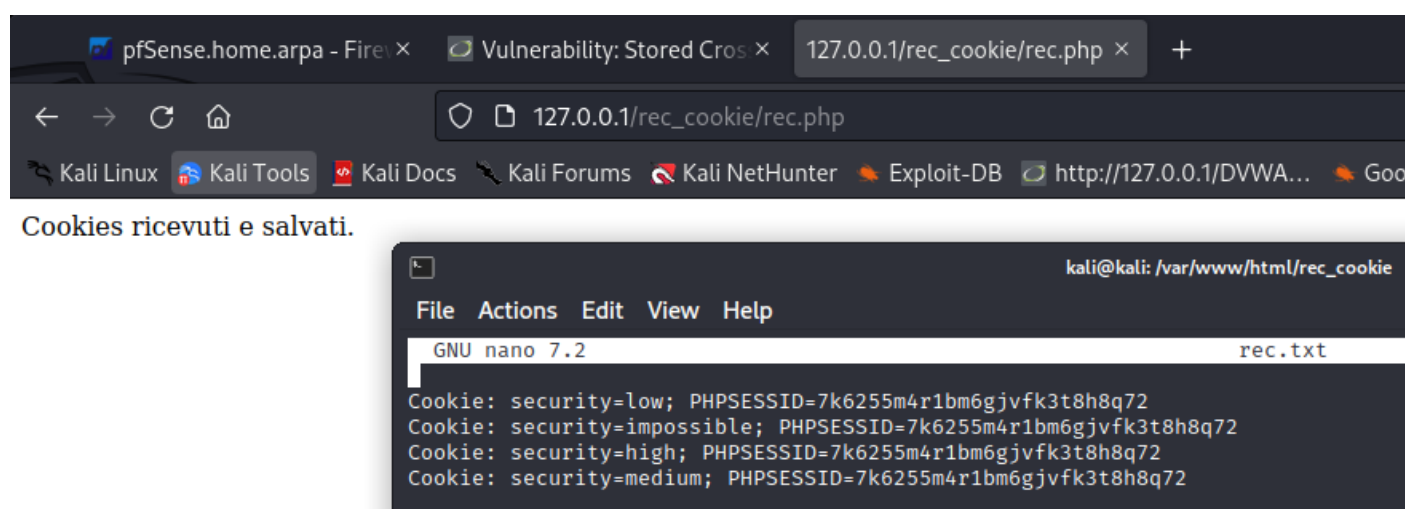 pfSense.home.arpa - Firew
Vulnerability: Stored Cros
127.0.0.1/rec_cookie/rec.php
127.0.0.1/rec_cookie/rec.php
Kali Linux Kali Tools Kali Docs Kali Forums Kali NetHunter Exploit-DB http://127.0.0.1/DVWA... Goo
Cookies ricevuti e salvati.
kali@kali: /var/www/html/rec_cookie
File Actions Edit View Help
GNU nano 7.2 rec.txt
Cookie: security=low; PHPSESSID=7k6255m4r1bm6gjvfk3t8h8q72
Cookie: security=impossible; PHPSESSID=7k6255m4r1bm6gjvfk3t8h8q72
Cookie: security=high; PHPSESSID=7k6255m4r1bm6gjvfk3t8h8q72
Cookie: security=medium; PHPSESSID=7k6255m4r1bm6gjvfk3t8h8q72